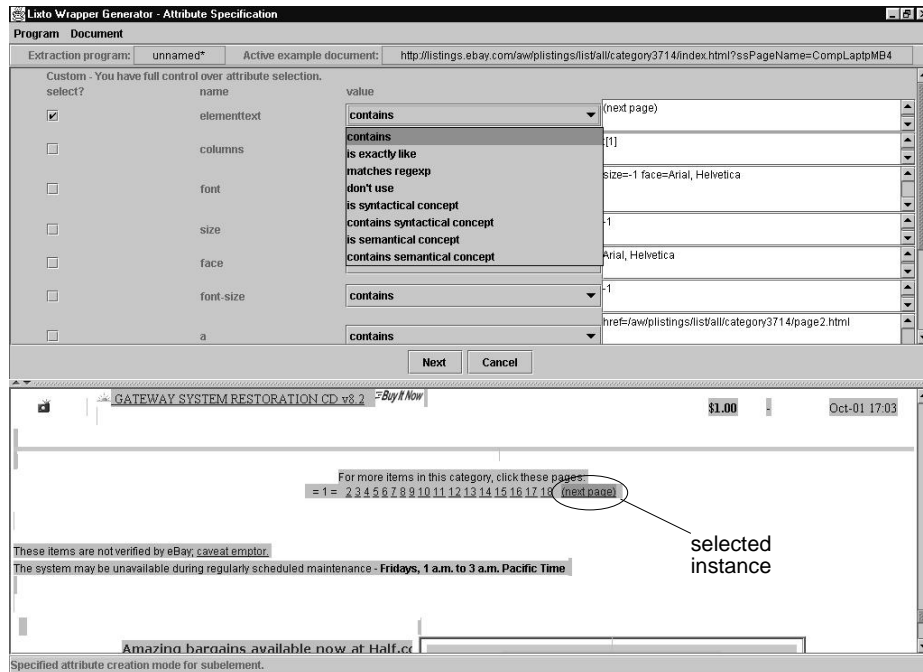 Lixto Wrapper Generator - Attribute Specification
Program Document
Extraction program: unnamed* Active example document: http://listings.ebay.com/aw/plistings/list/all/category3714/index.html?ssPageName=CompLaptpMB4
Custom - You have full control over attribute selection.
select? name value
elementtext contains (next page)
contains
columns [1]
is exactly like
matches regexp
font size=-1 face=Arial, Helvetica
don't use
is syntactical concept
size contains syntactical concept -1
is semantical concept
face contains semantical concept Arial, Helvetica
font-size contains -1
a contains href=/aw/plistings/list/all/category3714/page2.html
Next Cancel
GATEWAY SYSTEM RESTORATION CD v8.2 Buy It Now $1.00 - Oct-01 17:03
For more items in this category, click these pages:
= 1 = 2 3 4 5 6 7 8 9 10 11 12 13 14 15 16 17 18 (next page)
selected
instance
These items are not verified by eBay; caveat emptor.
The system may be unavailable during regularly scheduled maintenance - Fridays, 1 a.m. to 3 a.m. Pacific Time
Amazing bargains available now at Half.cc
Specified attribute creation mode for subelement.